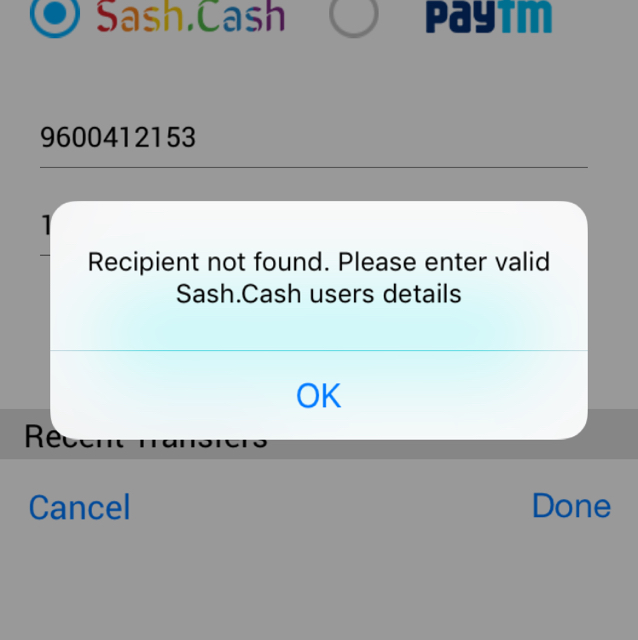 Sash.Cash paytm
9600412153
1
Recipient not found. Please enter valid
Sash.Cash users details
OK
Recent Transfers
Cancel Done